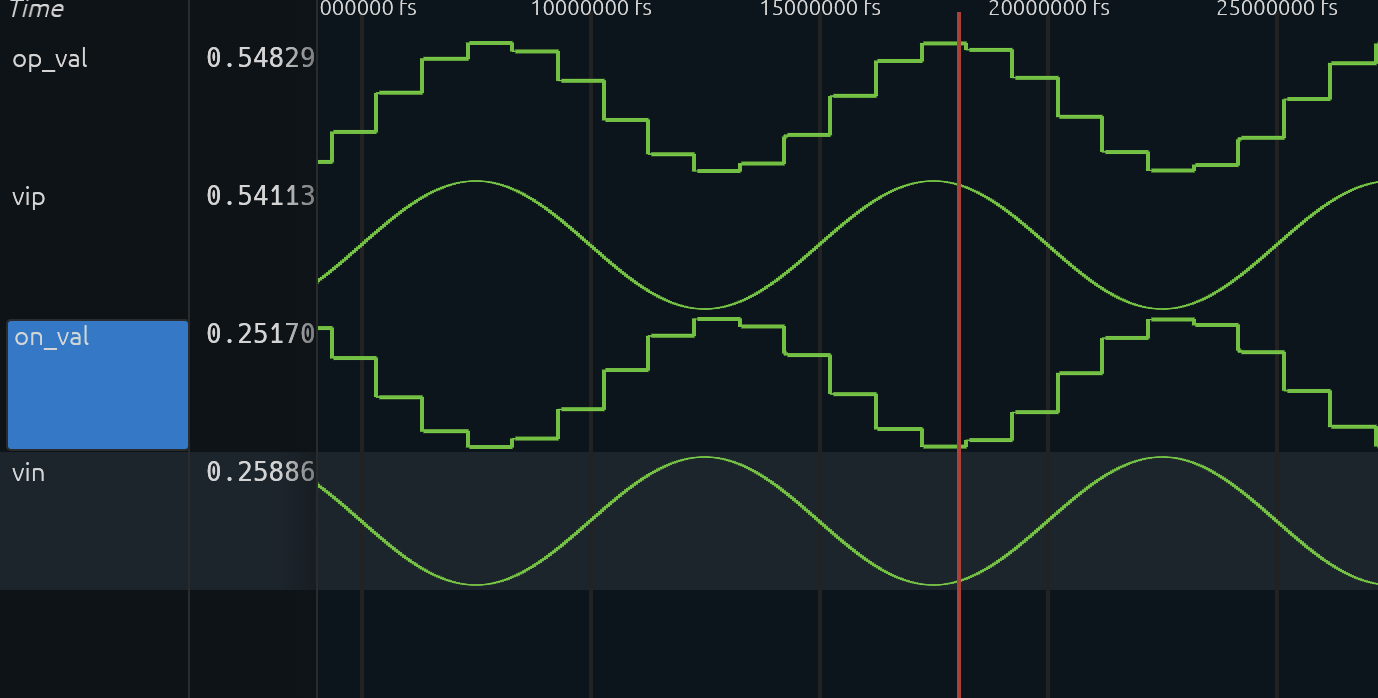 Time 000000 fs 10000000 fs 15000000 fs 20000000 fs 25000000 fs
op_val 0.54829
vip 0.54113
on_val 0.25170
vin 0.25886